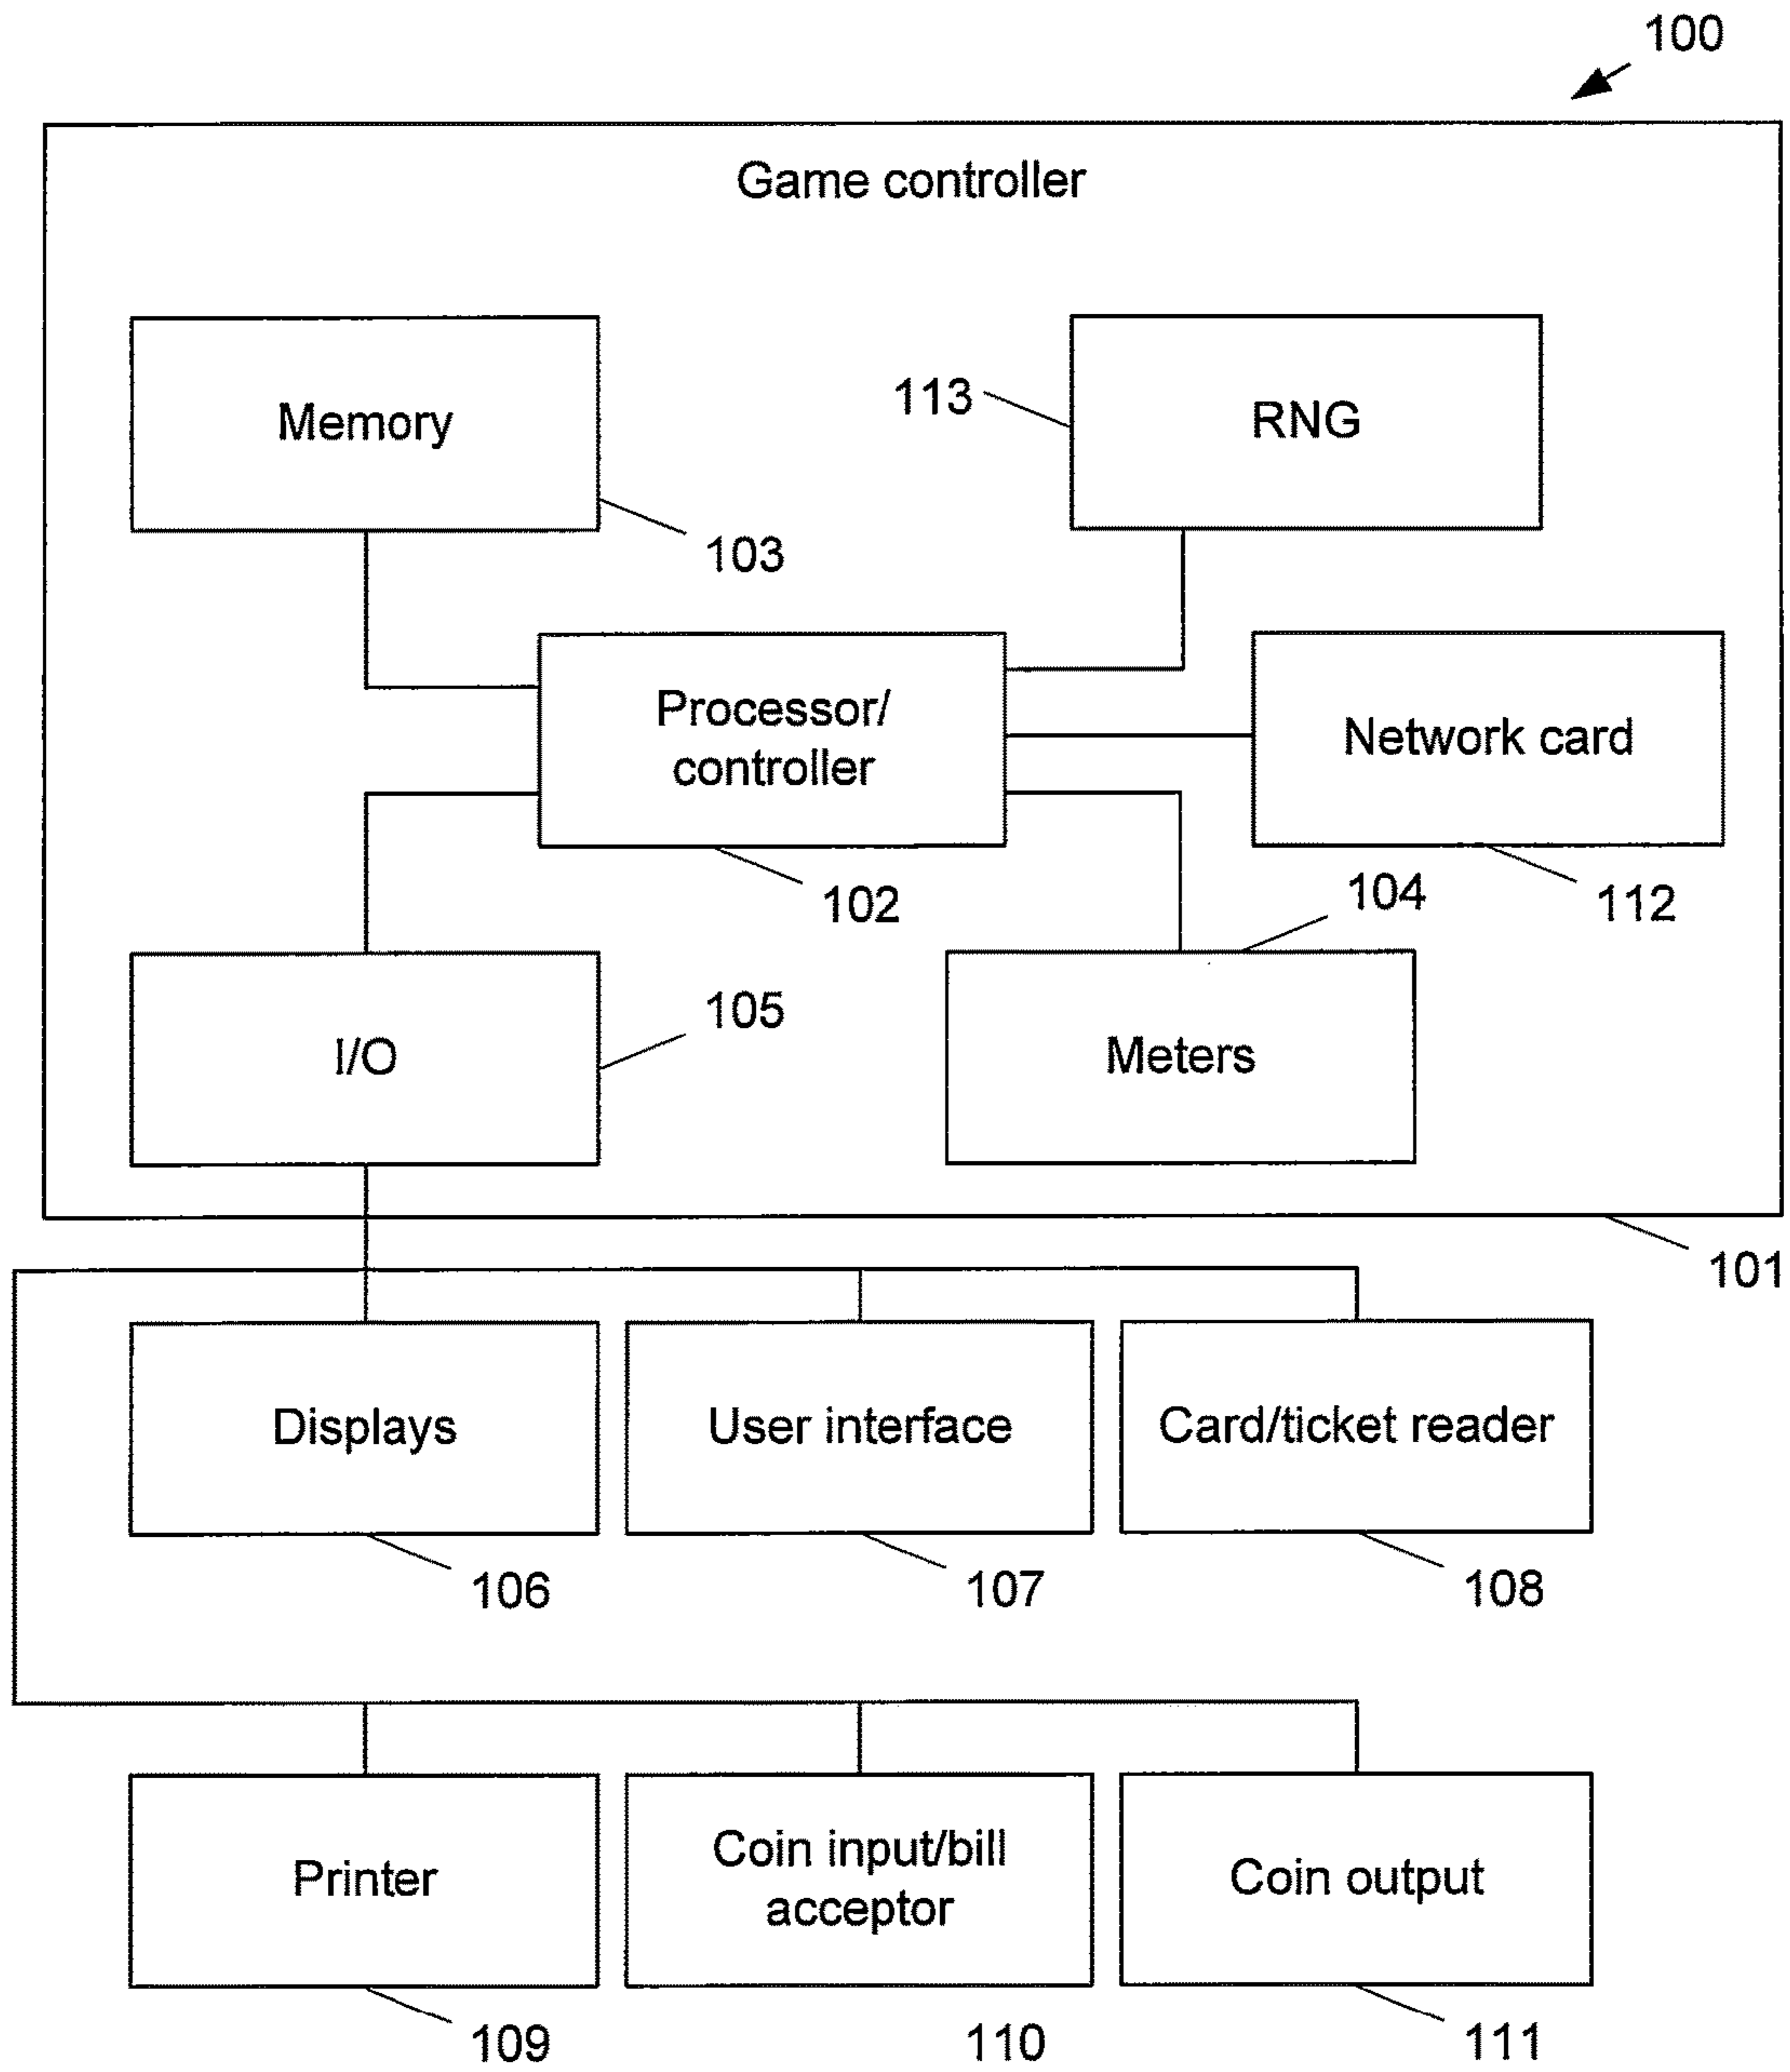 100
Game controller
Memory
113
RNG
103
Processor/
controller
Network card
102
104
112
I/O
105
Meters
101
Displays
User interface
Card/ticket reader
106
107
108
Printer
Coin input/bill
acceptor
Coin output
109
110
111